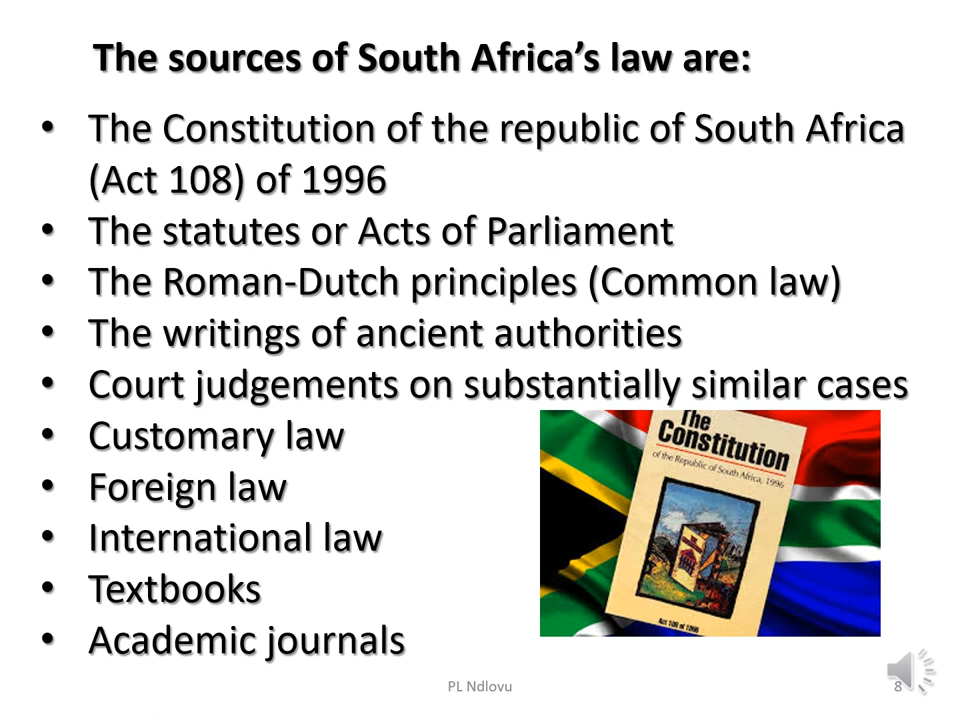 The sources of South Africa’s law are:
• The Constitution of the republic of South Africa
(Act 108) of 1996
• The statutes or Acts of Parliament
• The Roman-Dutch principles (Common law)
• The writings of ancient authorities
• Court judgements on substantially similar cases
• Customary law
• Foreign law
• International law
• Textbooks
• Academic journals
The
Constitution
of the Republic of South Africa, 1996
Act 108 of 1996
PL Ndlovu
8